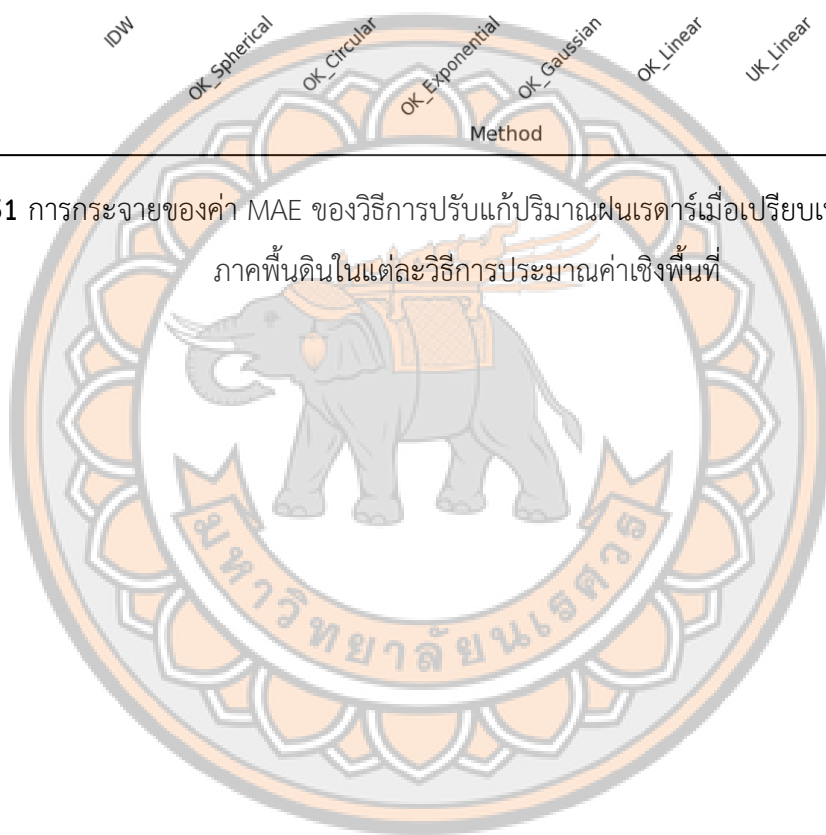 IDW OK_Spherical OK_Circular OK_Exponential OK_Gaussian OK_Linear UK_Linear
Method
51 การกระจายของค่า MAE ของวิธีการปรับแก้ปริมาณฝนเรดาร์เมื่อเปรียบเ
ภาคพื้นดินในแต่ละวิธีการประมาณค่าเชิงพื้นที่
มหาวิทยาลัยนเรศวร